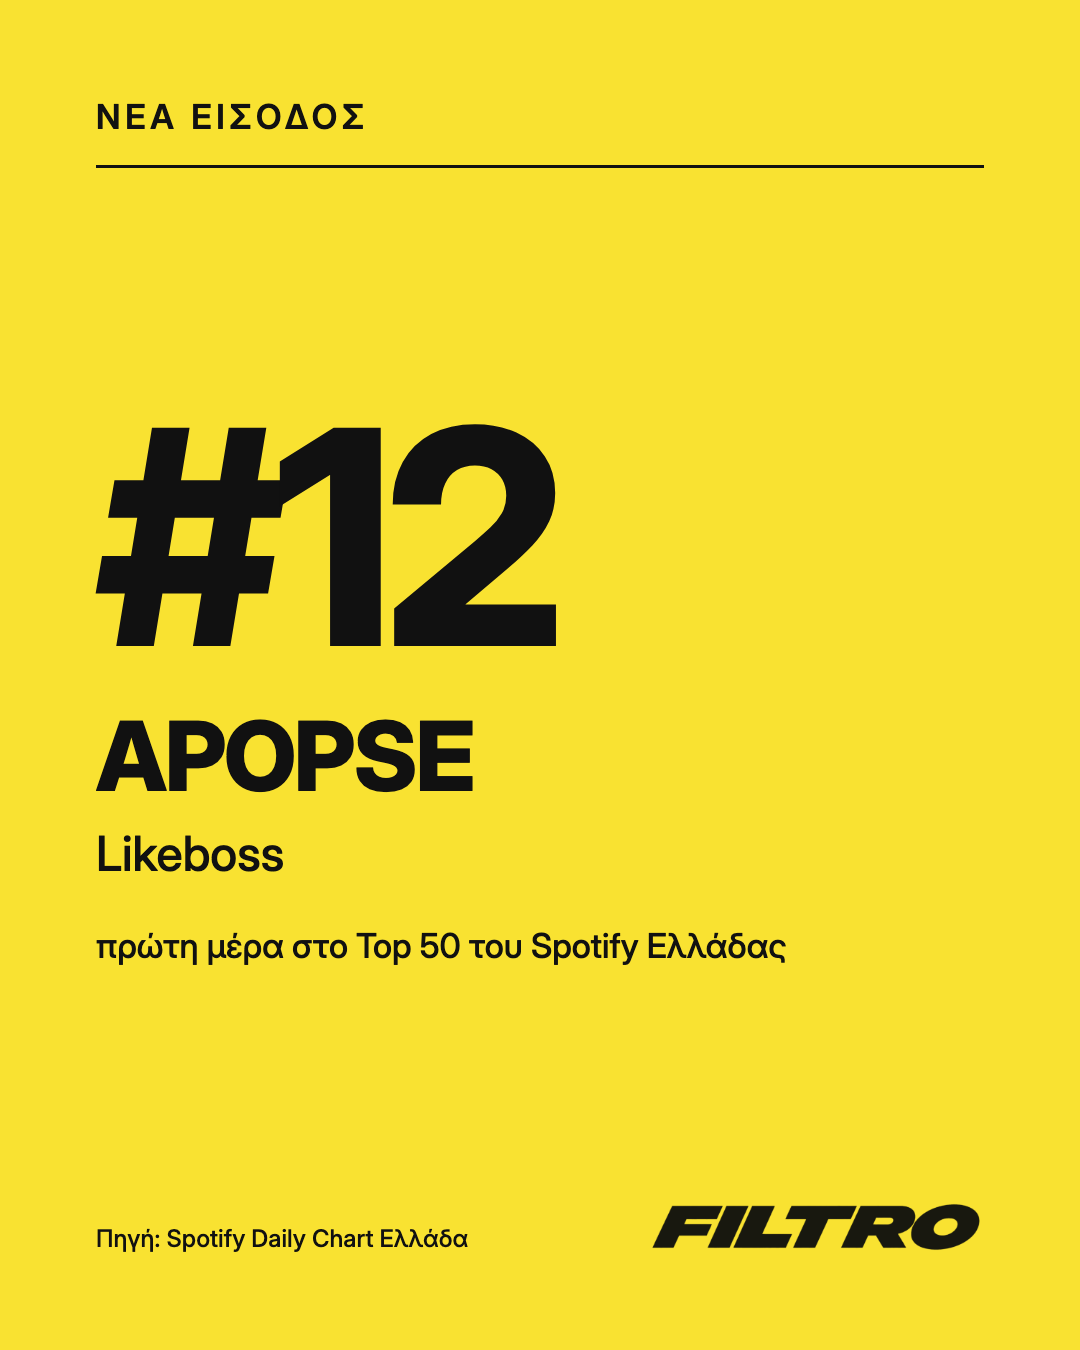 ΝΕΑ ΕΙΣΟΔΟΣ
#12
APOPSE
Likeboss
πρώτη μέρα στο Top 50 του Spotify Ελλάδας
Πηγή: Spotify Daily Chart Ελλάδα
FILTRO